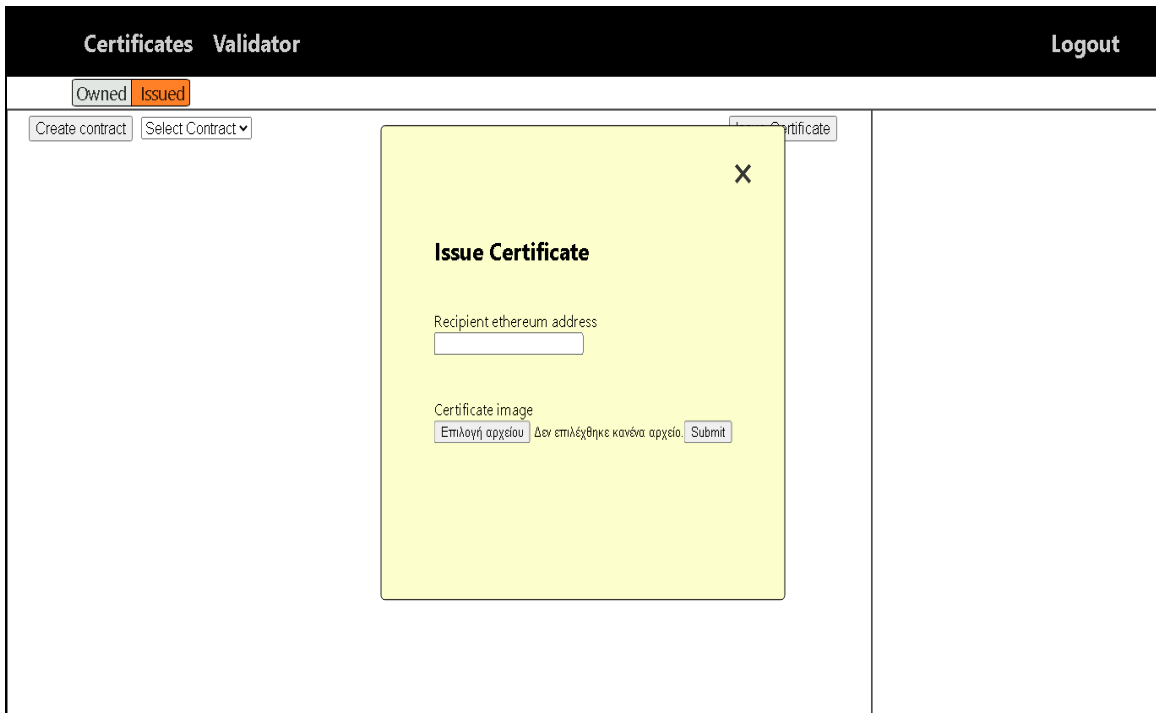 Certificates Validator Logout
Owned Issued
Create contract Select Contract Certificate
Issue Certificate
Recipient ethereum address
Certificate image
Επιλογή αρχείου Δεν επιλέχθηκε κανένα αρχείο. Submit